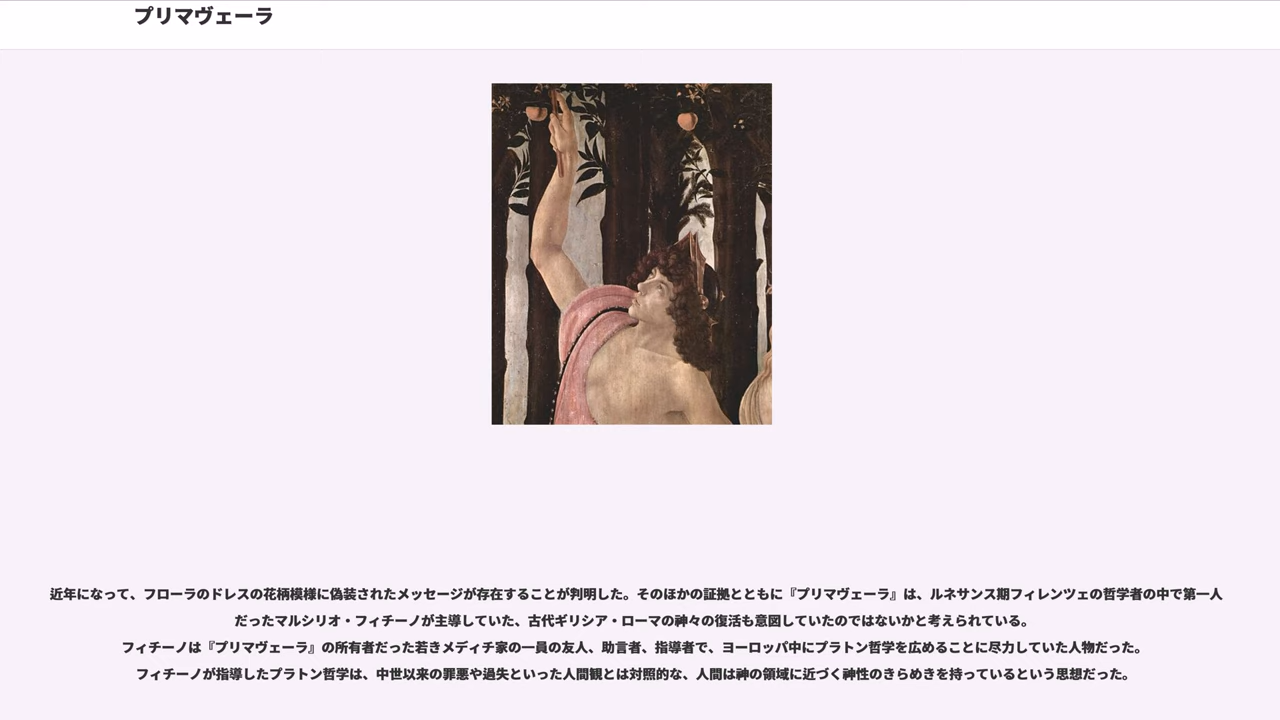 プリマヴェーラ
近年になって、フローラのドレスの花柄模様に偽装されたメッセージが存在することが判明した。そのほかの証拠とともに『プリマヴェーラ』は、ルネサンス期フィレンツェの哲学者の中で第一人
だったマルシリオ・フィチーノが主導していた、古代ギリシア・ローマの神々の復活も意図していたのではないかと考えられている。
フィチーノは『プリマヴェーラ』の所有者だった若きメディチ家の一員の友人、助言者、指導者で、ヨーロッパ中にプラトン哲学を広めることに尽力していた人物だった。
フィチーノが指導したプラトン哲学は、中世以来の罪悪や過失といった人間観とは対照的な、人間は神の領域に近づく神性のきらめきを持っているという思想だった。